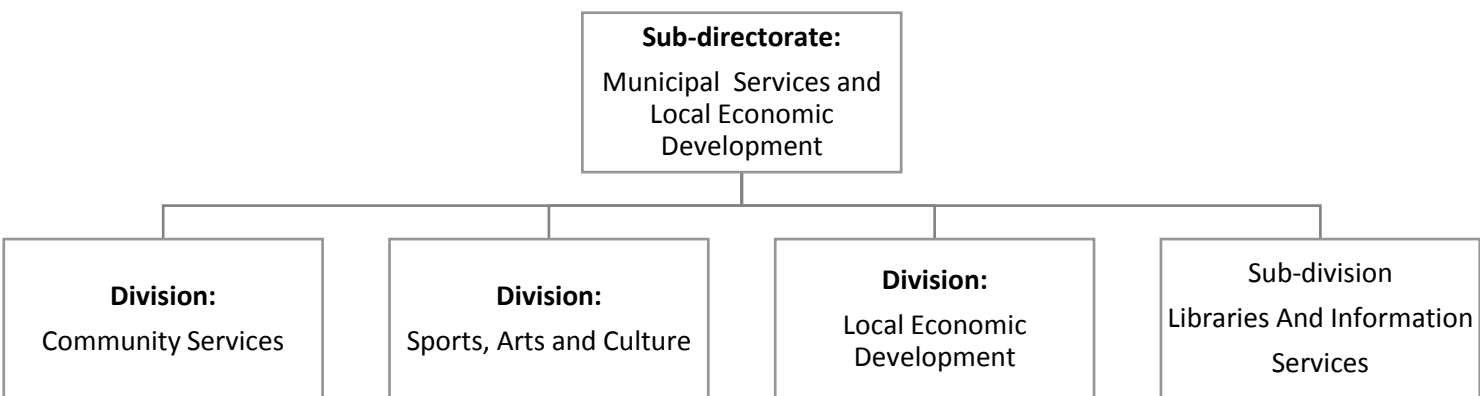 Sub-directorate:
Municipal Services and
Local Economic
Development
Division:
Community Services
Division:
Sports, Arts and Culture
Division:
Local Economic
Development
Sub-division
Libraries And Information
Services